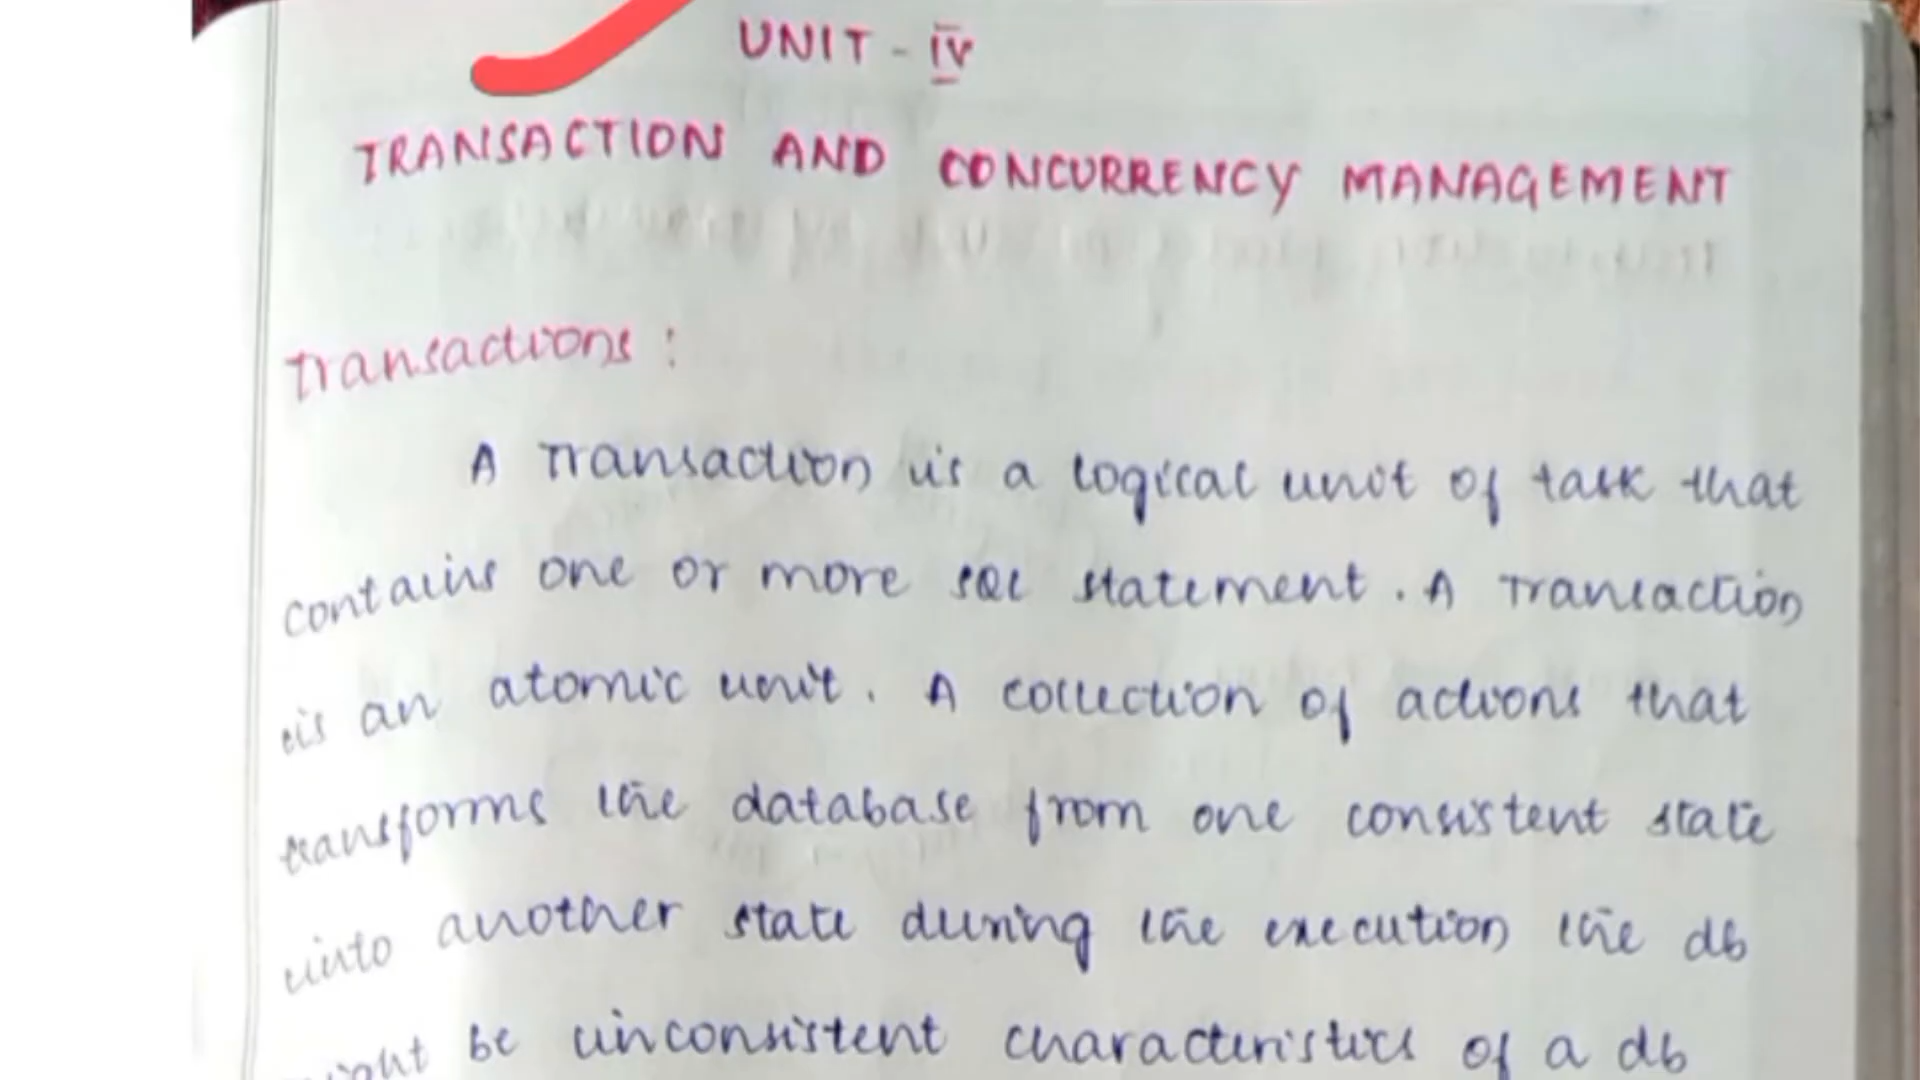 UNIT - IV
TRANSACTION AND CONCURRENCY MANAGEMENT
Transactions :
A Transaction is a logical unit of task that
contains one or more SQL statement. A Transaction
is an atomic unit. A collection of actions that
transforms the database from one consistent state
into another state during the execution the db
might be inconsistent characteristics of a db